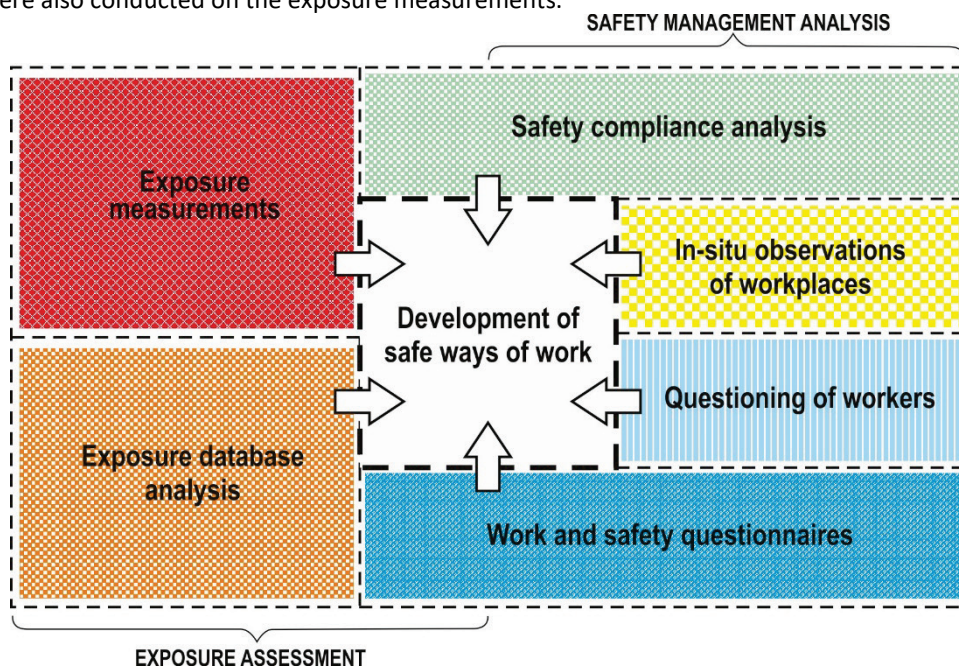 ere also conducted on the exposure measurements.
SAFETY MANAGEMENT ANALYSIS
Safety compliance analysis
Exposure
measurements
In-situ observations
of workplaces
Development of
safe ways of work
Questioning of workers
Exposure database
analysis
Work and safety questionnaires
EXPOSURE ASSESSMENT